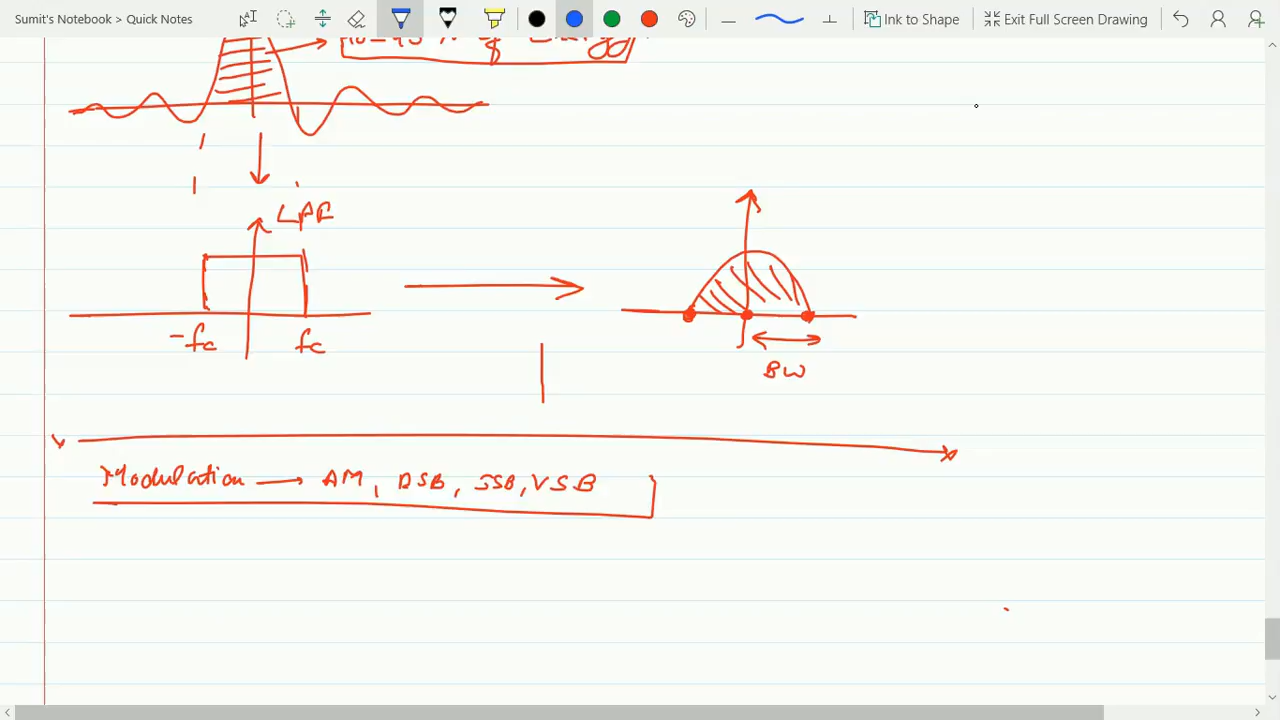 Sumit's Notebook > Quick Notes
Ink to Shape
Exit Full Screen Drawing
LPF
-fc
fc
BW
Modulation → AM, DSB, SSB, VSB